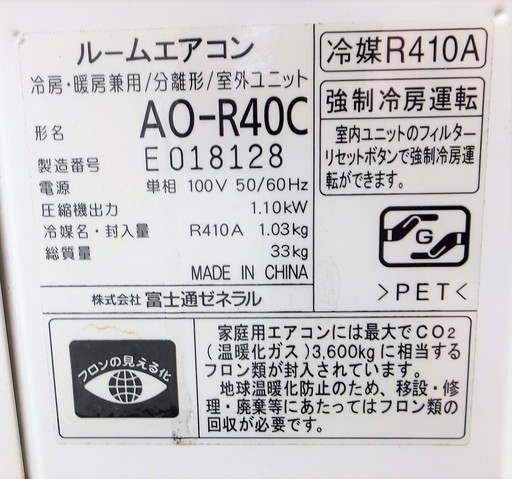 ルームエアコン
冷房・暖房兼用/分離形/室外ユニット
形名 AO-R40C
製造番号 E018128
電源 単相 100V 50/60Hz
圧縮機出力 1.10kW
冷媒名・封入量 R410A 1.03kg
総質量 33kg
MADE IN CHINA
株式会社 富士通ゼネラル
冷媒R410A
強制冷房運転
室内ユニットのフィルター
リセットボタンで強制冷房運
転ができます。
G
>PET<
フロンの見える化
家庭用エアコンには最大でCO2
(温暖化ガス)3,600kgに相当する
フロン類が封入されています。
地球温暖化防止のため、移設・修
理・廃棄等にあたってはフロン類の
回収が必要です。